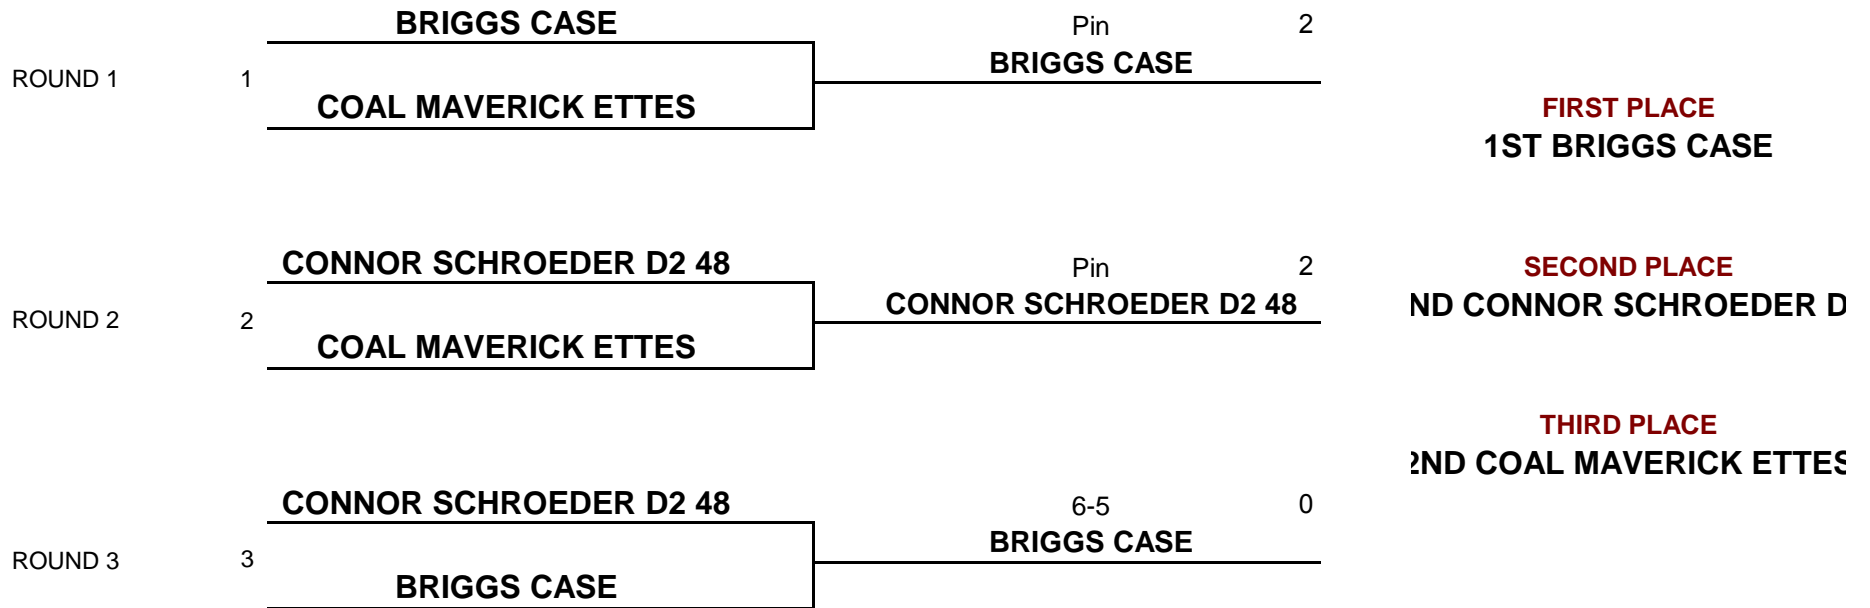 BRIGGS CASE
Pin 2
BRIGGS CASE
ROUND 1 1
COAL MAVERICK ETTES
FIRST PLACE
1ST BRIGGS CASE
CONNOR SCHROEDER D2 48
Pin 2
SECOND PLACE
CONNOR SCHROEDER D2 48
ND CONNOR SCHROEDER D
ROUND 2 2
COAL MAVERICK ETTES
THIRD PLACE
2ND COAL MAVERICK ETTES
CONNOR SCHROEDER D2 48
6-5 0
BRIGGS CASE
ROUND 3 3
BRIGGS CASE